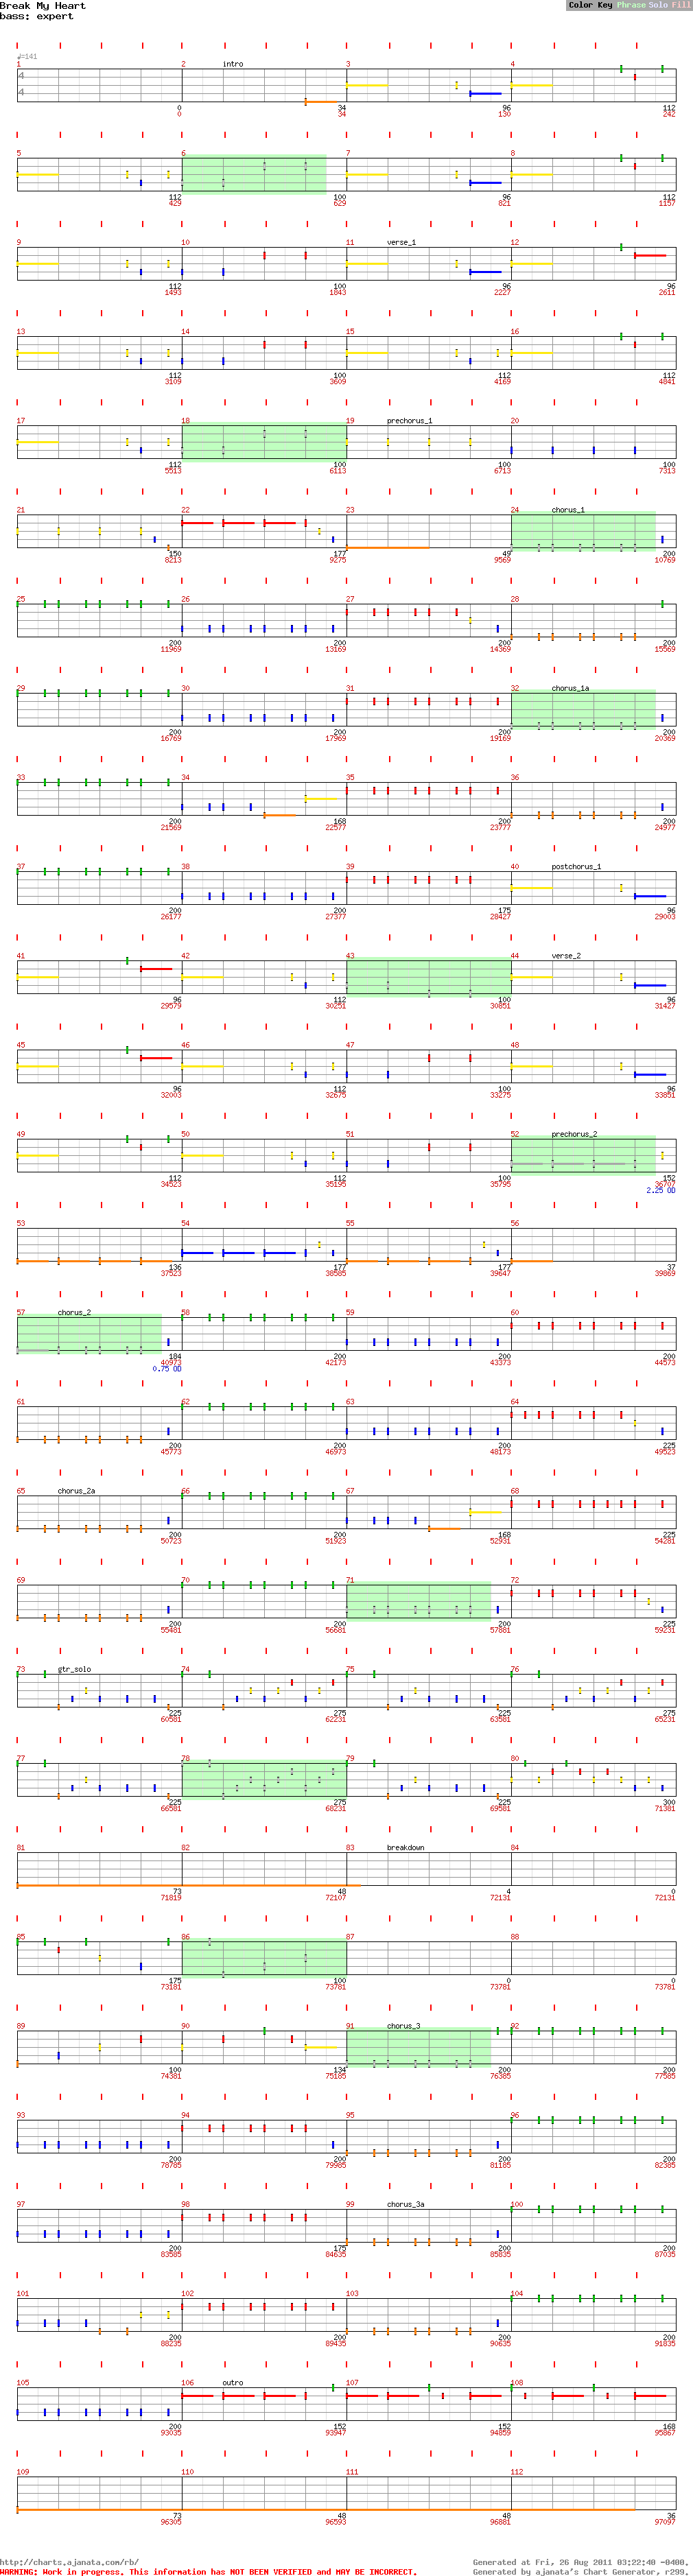 Break My Heart
Color Key Phrase Solo Fill
bass: expert
♩=141
1 2 intro 3 4
4
4
0 34 96 112
0 34 130 242
5 6 7 8
112 100 96 112
429 629 821 1157
9 10 11 verse_1 12
112 100 96 96
1493 1843 2227 2611
13 14 15 16
112 100 112 112
3109 3609 4169 4841
17 18 19 prechorus_1 20
112 100 100 100
5513 6113 6713 7313
21 22 23 24 chorus_1
150 177 49 200
8213 9275 9569 10769
25 26 27 28
200 200 200 200
11969 13169 14369 15569
29 30 31 32 chorus_1a
200 200 200 200
16769 17969 19169 20369
33 34 35 36
200 168 200 200
21569 22577 23777 24977
37 38 39 40 postchorus_1
200 200 175 96
26177 27377 28427 29003
41 42 43 44 verse_2
96 112 100 96
29579 30251 30851 31427
45 46 47 48
96 112 100 96
32003 32675 33275 33851
49 50 51 52 prechorus_2
112 112 100 152
34523 35195 35795 36707
2.25 OD
53 54 55 56
136 177 177 37
37523 38585 39647 39869
57 chorus_2 58 59 60
184 200 200 200
40973 42173 43373 44573
0.75 OD
61 62 63 64
200 200 200 225
45773 46973 48173 49523
65 chorus_2a 66 67 68
200 200 168 225
50723 51923 52931 54281
69 70 71 72
200 200 200 225
55481 56681 57881 59231
73 gtr_solo 74 75 76
225 275 225 275
60581 62231 63581 65231
77 78 79 80
225 275 225 300
66581 68231 69581 71381
81 82 83 breakdown 84
73 48 4 0
71819 72107 72131 72131
85 86 87 88
175 100 0 0
73181 73781 73781 73781
89 90 91 chorus_3 92
100 134 200 200
74381 75185 76385 77585
93 94 95 96
200 200 200 200
78785 79985 81185 82385
97 98 99 chorus_3a 100
200 175 200 200
83585 84635 85835 87035
101 102 103 104
200 200 200 200
88235 89435 90635 91835
105 106 outro 107 108
200 152 152 168
93035 93947 94859 95867
109 110 111 112
73 48 48 36
96305 96593 96881 97097
http://charts.ajanata.com/rb/
Generated at Fri, 26 Aug 2011 03:22:40 -0400.
WARNING: Work in progress. This information has NOT BEEN VERIFIED and MAY BE INCORRECT.
Generated by ajanata's Chart Generator, r299.